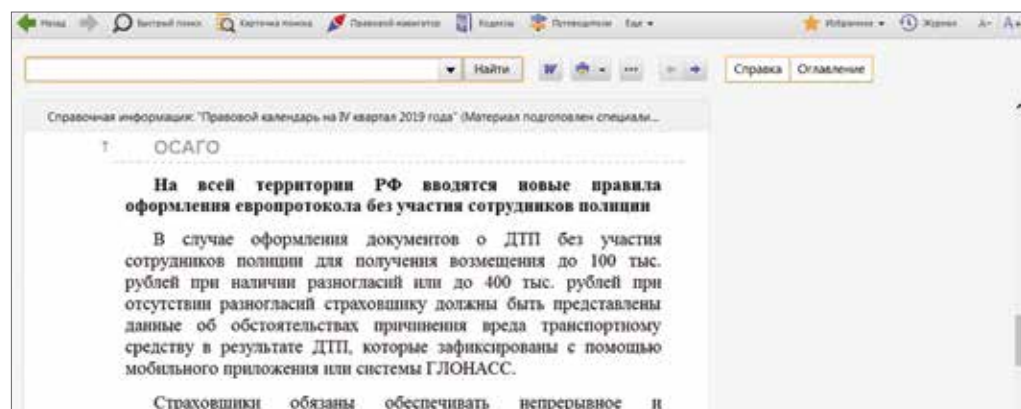 Назад Быстрый поиск Карточка поиска Правовой навигатор Кодексы Путеводители Еще Избранное Журнал A- A+
Найти W ... Справка Оглавление
Справочная информация: "Правовой календарь на IV квартал 2019 года" (Материал подготовлен специали...
ОСАГО
На всей территории РФ вводятся новые правила
оформления европротокола без участия сотрудников полиции
В случае оформления документов о ДТП без участия
сотрудников полиции для получения возмещения до 100 тыс.
рублей при наличии разногласий или до 400 тыс. рублей при
отсутствии разногласий страховщику должны быть представлены
данные об обстоятельствах причинения вреда транспортному
средству в результате ДТП, которые зафиксированы с помощью
мобильного приложения или системы ГЛОНАСС.
Страховщики обязаны обеспечивать непрерывное и